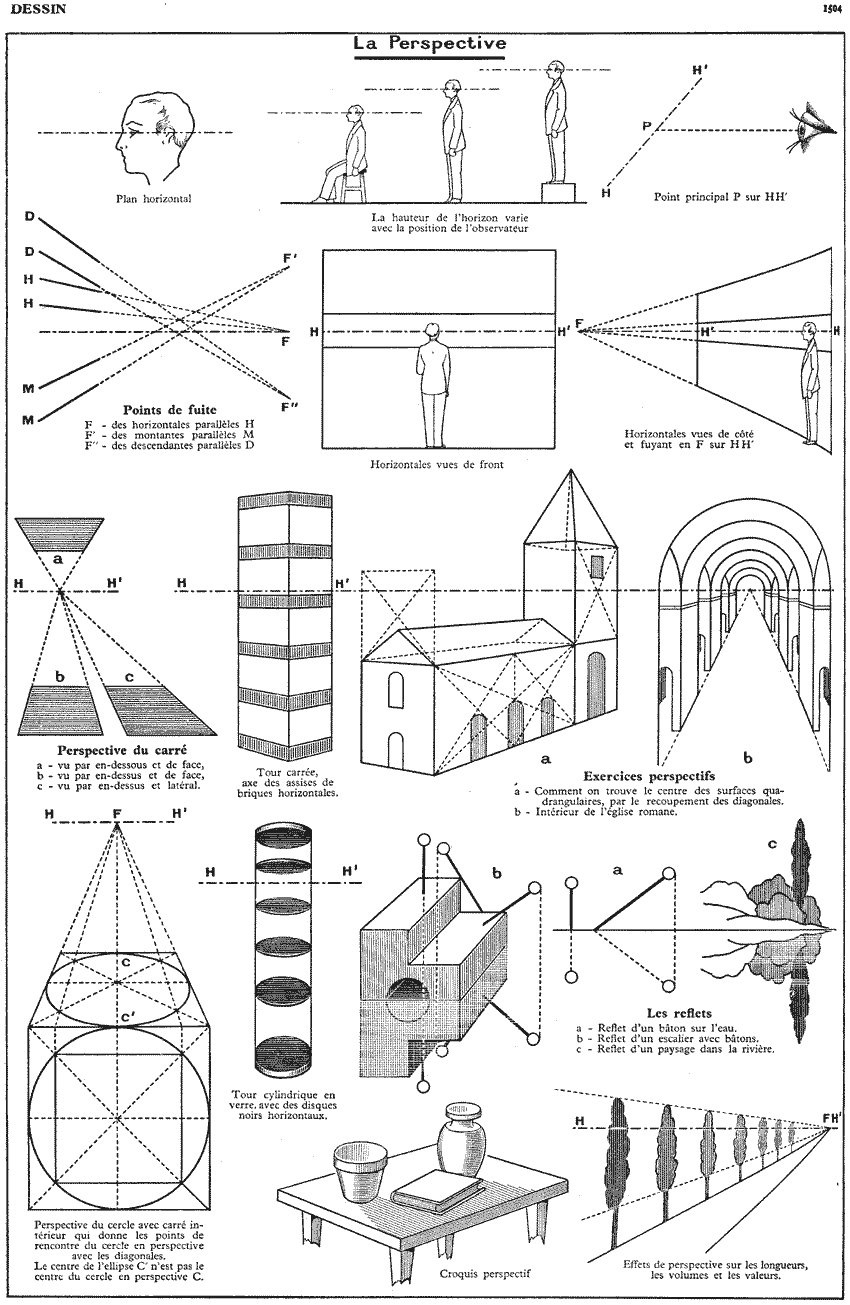 DESSIN
1504
La Perspective
Plan horizontal
La hauteur de l'horizon varie
avec la position de l'observateur
H'
P
H
Point principal P sur HH'
D
D
H
H
M
M
F'
F
F"
Points de fuite
F - des horizontales parallèles H
F' - des montantes parallèles M
F" - des descendantes parallèles D
H
H'
Horizontales vues de front
F
H'
H
Horizontales vues de côté
et fuyant en F sur HH'
a
H
H'
b
c
Perspective du carré
a - vu par en-dessous et de face,
b - vu par en-dessus et de face,
c - vu par en-dessus et latéral.
H
H'
Tour carrée,
axe des assises de
briques horizontales.
a
b
Exercices perspectifs
a - Comment on trouve le centre des surfaces qua-
drangulaires, par le recoupement des diagonales.
b - Intérieur de l'église romane.
H
F
H'
C
C'
Perspective du cercle avec carré in-
térieur qui donne les points de
rencontre du cercle en perspective
avec les diagonales.
Le centre de l'ellipse C' n'est pas le
centre du cercle en perspective C.
H
H'
Tour cylindrique en
verre, avec des disques
noirs horizontaux.
b
a
c
Les reflets
a - Reflet d'un bâton sur l'eau.
b - Reflet d'un escalier avec bâtons.
c - Reflet d'un paysage dans la rivière.
Croquis perspectif
H
FH'
Effets de perspective sur les longueurs,
les volumes et les valeurs.